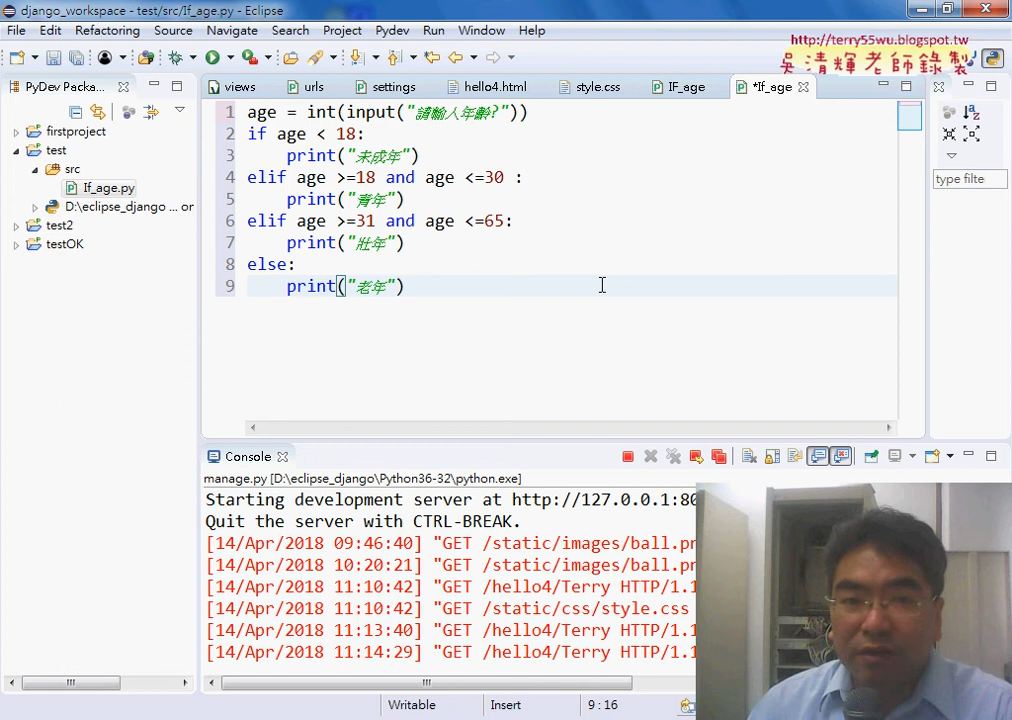 django_workspace - test/src/If_age.py - Eclipse
File Edit Refactoring Source Navigate Search Project Pydev Run Window Help
http://terry55wu.blogspot.tw
吳清輝老師錄製
PyDev Packa...
views urls settings hello4.html style.css IF_age *If_age
firstproject
test
src
If_age.py
D:\eclipse_django ... or
test2
testOK
1 age = int(input("請輸人年齡?"))
2 if age < 18:
3 print("未成年")
4 elif age >=18 and age <=30 :
5 print("青年")
6 elif age >=31 and age <=65:
7 print("壯年")
8 else:
9 print("老年")
type filte
Console
manage.py [D:\eclipse_django\Python36-32\python.exe]
Starting development server at http://127.0.0.1:80
Quit the server with CTRL-BREAK.
[14/Apr/2018 09:46:40] "GET /static/images/ball.pr
[14/Apr/2018 10:20:21] "GET /static/images/ball.pr
[14/Apr/2018 11:10:42] "GET /hello4/Terry HTTP/1.1
[14/Apr/2018 11:10:42] "GET /static/css/style.css
[14/Apr/2018 11:13:40] "GET /hello4/Terry HTTP/1.1
[14/Apr/2018 11:14:29] "GET /hello4/Terry HTTP/1.1
Writable Insert 9:16